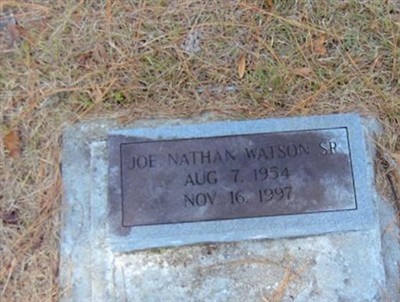 JOE NATHAN WATSON SR
AUG 7, 1954
NOV 16, 1997